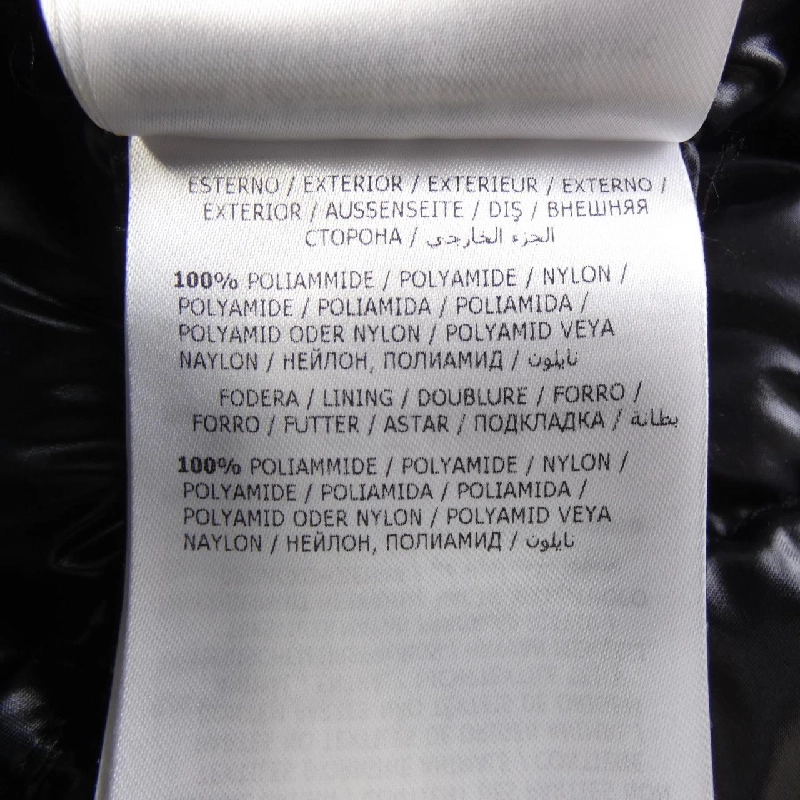 ESTERNO / EXTERIOR / EXTERIEUR / EXTERNO /
EXTERIOR / AUSSENSEITE / DIŞ / ВНЕШНЯЯ
СТОРОНА / الجزء الخارجي
100% POLIAMMIDE / POLYAMIDE / NYLON /
POLYAMIDE / POLIAMIDA / POLIAMIDA /
POLYAMID ODER NYLON / POLYAMID VEYA
NAYLON / НЕЙЛОН, ПОЛИАМИД / نايلون
FODERA / LINING / DOUBLURE / FORRO /
FORRO / FUTTER / ASTAR / ПОДКЛАДКА / بطانة
100% POLIAMMIDE / POLYAMIDE / NYLON /
POLYAMIDE / POLIAMIDA / POLIAMIDA /
POLYAMID ODER NYLON / POLYAMID VEYA
NAYLON / НЕЙЛОН, ПОЛИАМИД / نايلون